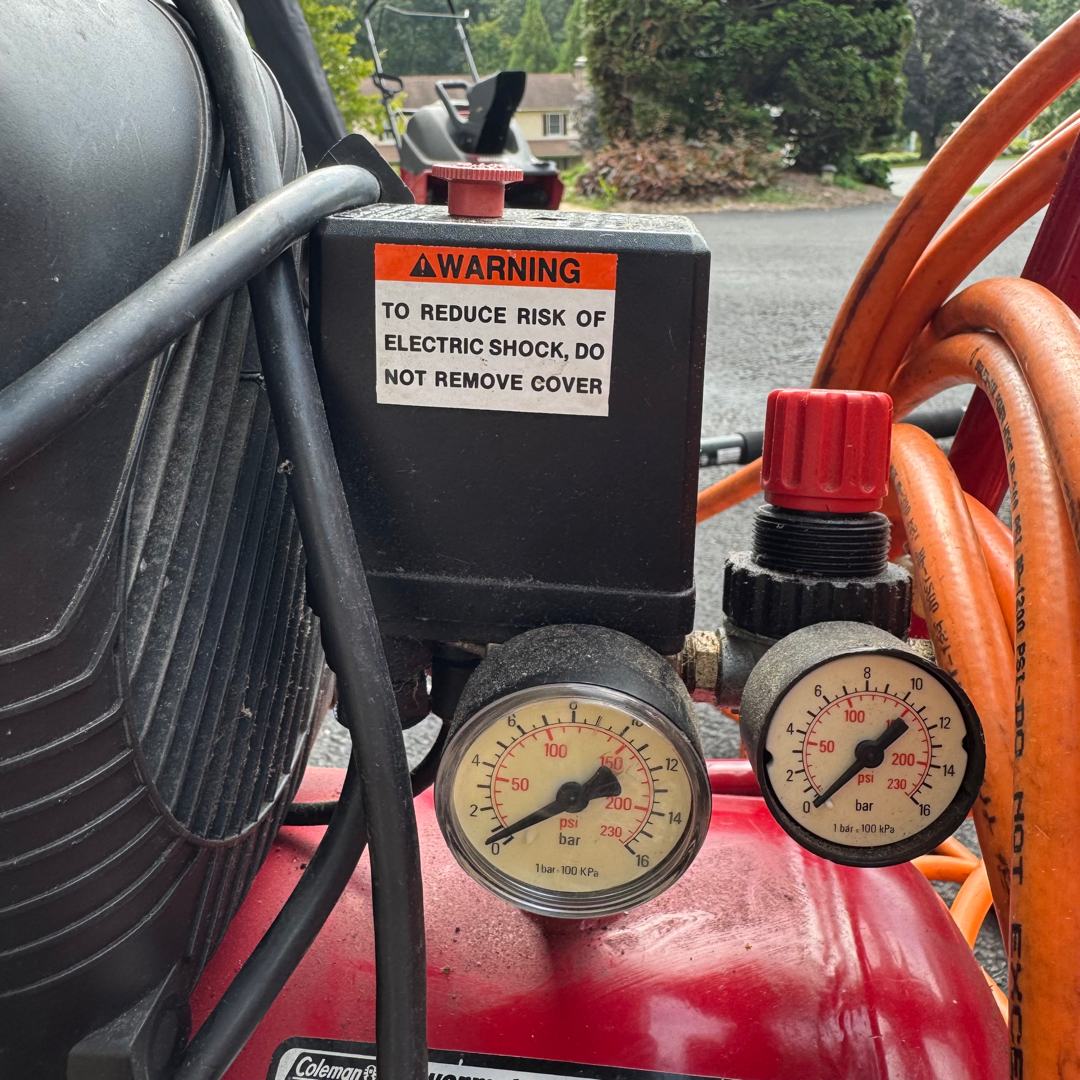 WARNING
TO REDUCE RISK OF
ELECTRIC SHOCK, DO
NOT REMOVE COVER
0 2 4 6 8 10 12 14 16
50 100 150 200 230
psi
bar
1 bar=100 KPa
0 2 4 6 8 10 12 14 16
50 100 200 230
psi
bar
1 bar=100 kPa
PSI-DO NOT EXCE
Coleman